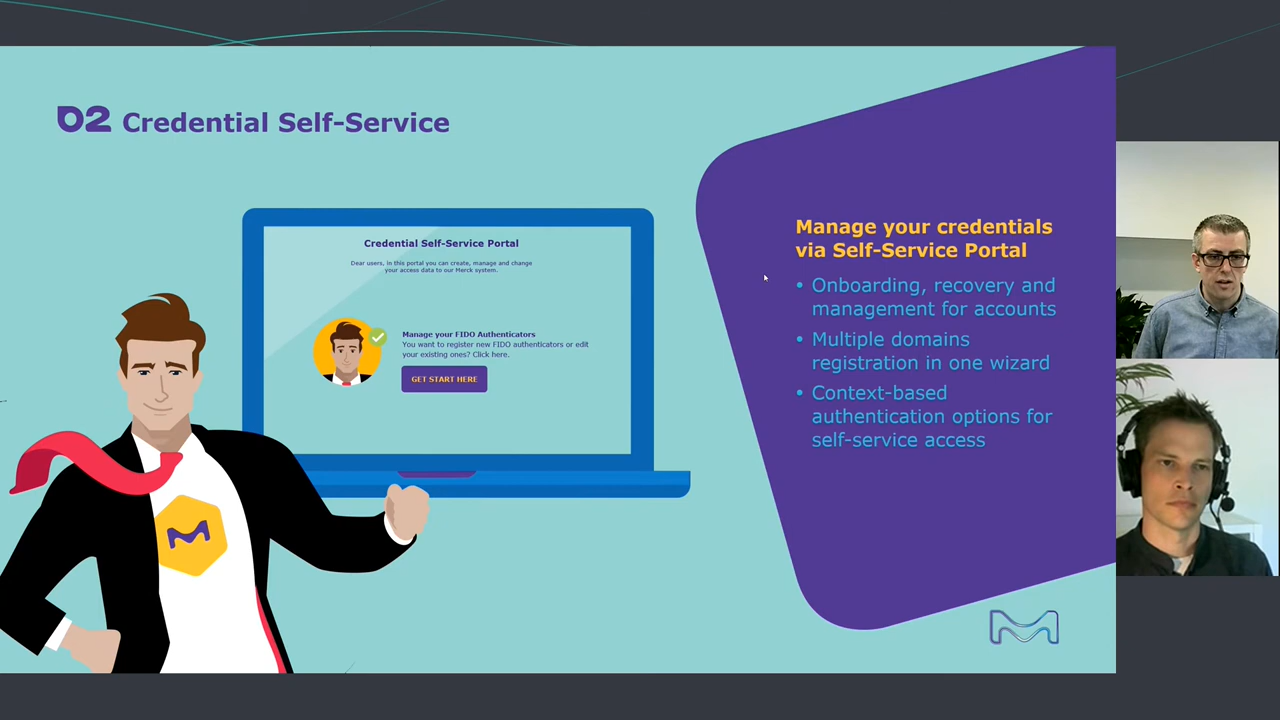 02 Credential Self-Service
Credential Self-Service Portal
Dear users, in this portal you can create, manage and change
your access data to our Merck system.
Manage your FIDO Authenticators
You want to register new FIDO authenticators or edit
your existing ones? Click here.
GET START HERE
Manage your credentials
via Self-Service Portal
• Onboarding, recovery and
management for accounts
• Multiple domains
registration in one wizard
• Context-based
authentication options for
self-service access
M
M